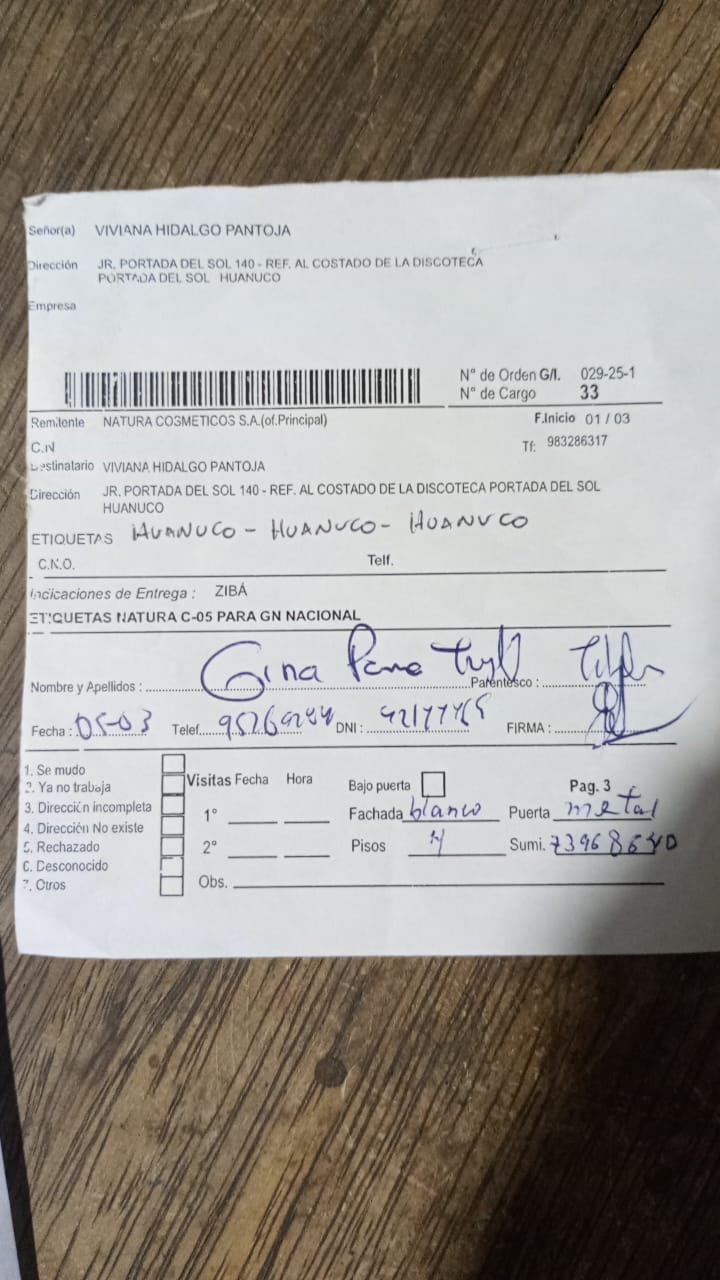 Señor(a) VIVIANA HIDALGO PANTOJA
Dirección JR. PORTADA DEL SOL 140 - REF. AL COSTADO DE LA DISCOTECA
PORTADA DEL SOL HUANUCO
Empresa
N° de Orden G/I. 029-25-1
N° de Cargo 33
Remitente NATURA COSMETICOS S.A.(of.Principal) F.Inicio 01 / 03
C.N Tf: 983286317
Destinatario VIVIANA HIDALGO PANTOJA
Dirección JR. PORTADA DEL SOL 140 - REF. AL COSTADO DE LA DISCOTECA PORTADA DEL SOL
HUANUCO
ETIQUETAS HUANUCO - HUANUCO - HUANUCO
C.N.O. Telf.
Indicaciones de Entrega : ZIBÁ
ETIQUETAS NATURA C-05 PARA GN NACIONAL
Nombre y Apellidos : Gina Parentesco :
Fecha : 05-03 Telef. DNI : FIRMA :
1. Se mudo
2. Ya no trabaja
3. Dirección incompleta
4. Dirección No existe
5. Rechazado
6. Desconocido
7. Otros
Visitas Fecha Hora
1°
2°
Obs.
Bajo puerta Pag. 3
Fachada blanco Puerta metal
Pisos 4 Sumi.